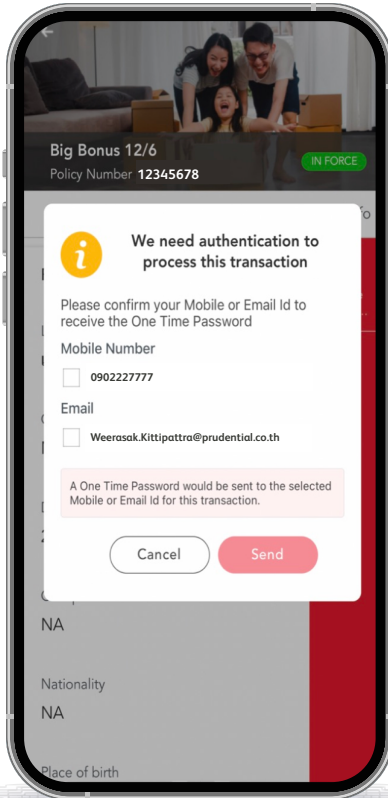 Big Bonus 12/6
Policy Number 12345678
IN FORCE
We need authentication to
process this transaction
Please confirm your Mobile or Email Id to
receive the One Time Password
Mobile Number
0902227777
Email
Weerasak.Kittipattra@prudential.co.th
A One Time Password would be sent to the selected
Mobile or Email Id for this transaction.
Cancel
Send
NA
Nationality
NA
Place of birth